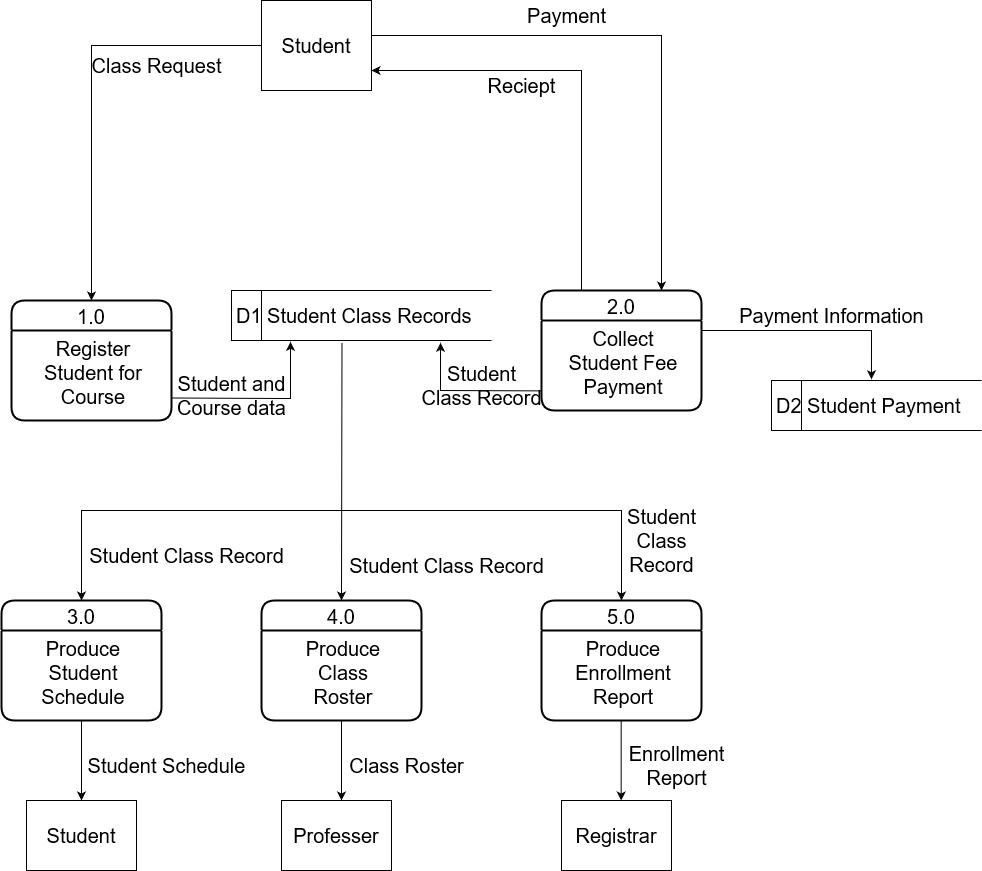 Payment
Student
Class Request
Reciept
1.0
Register
Student for
Course
D1 Student Class Records
2.0
Collect
Student Fee
Payment
Payment Information
Student and
Course data
Student
Class Record
D2 Student Payment
Student Class Record
Student Class Record
Student
Class
Record
3.0
Produce
Student
Schedule
4.0
Produce
Class
Roster
5.0
Produce
Enrollment
Report
Student Schedule
Class Roster
Enrollment
Report
Student
Professer
Registrar